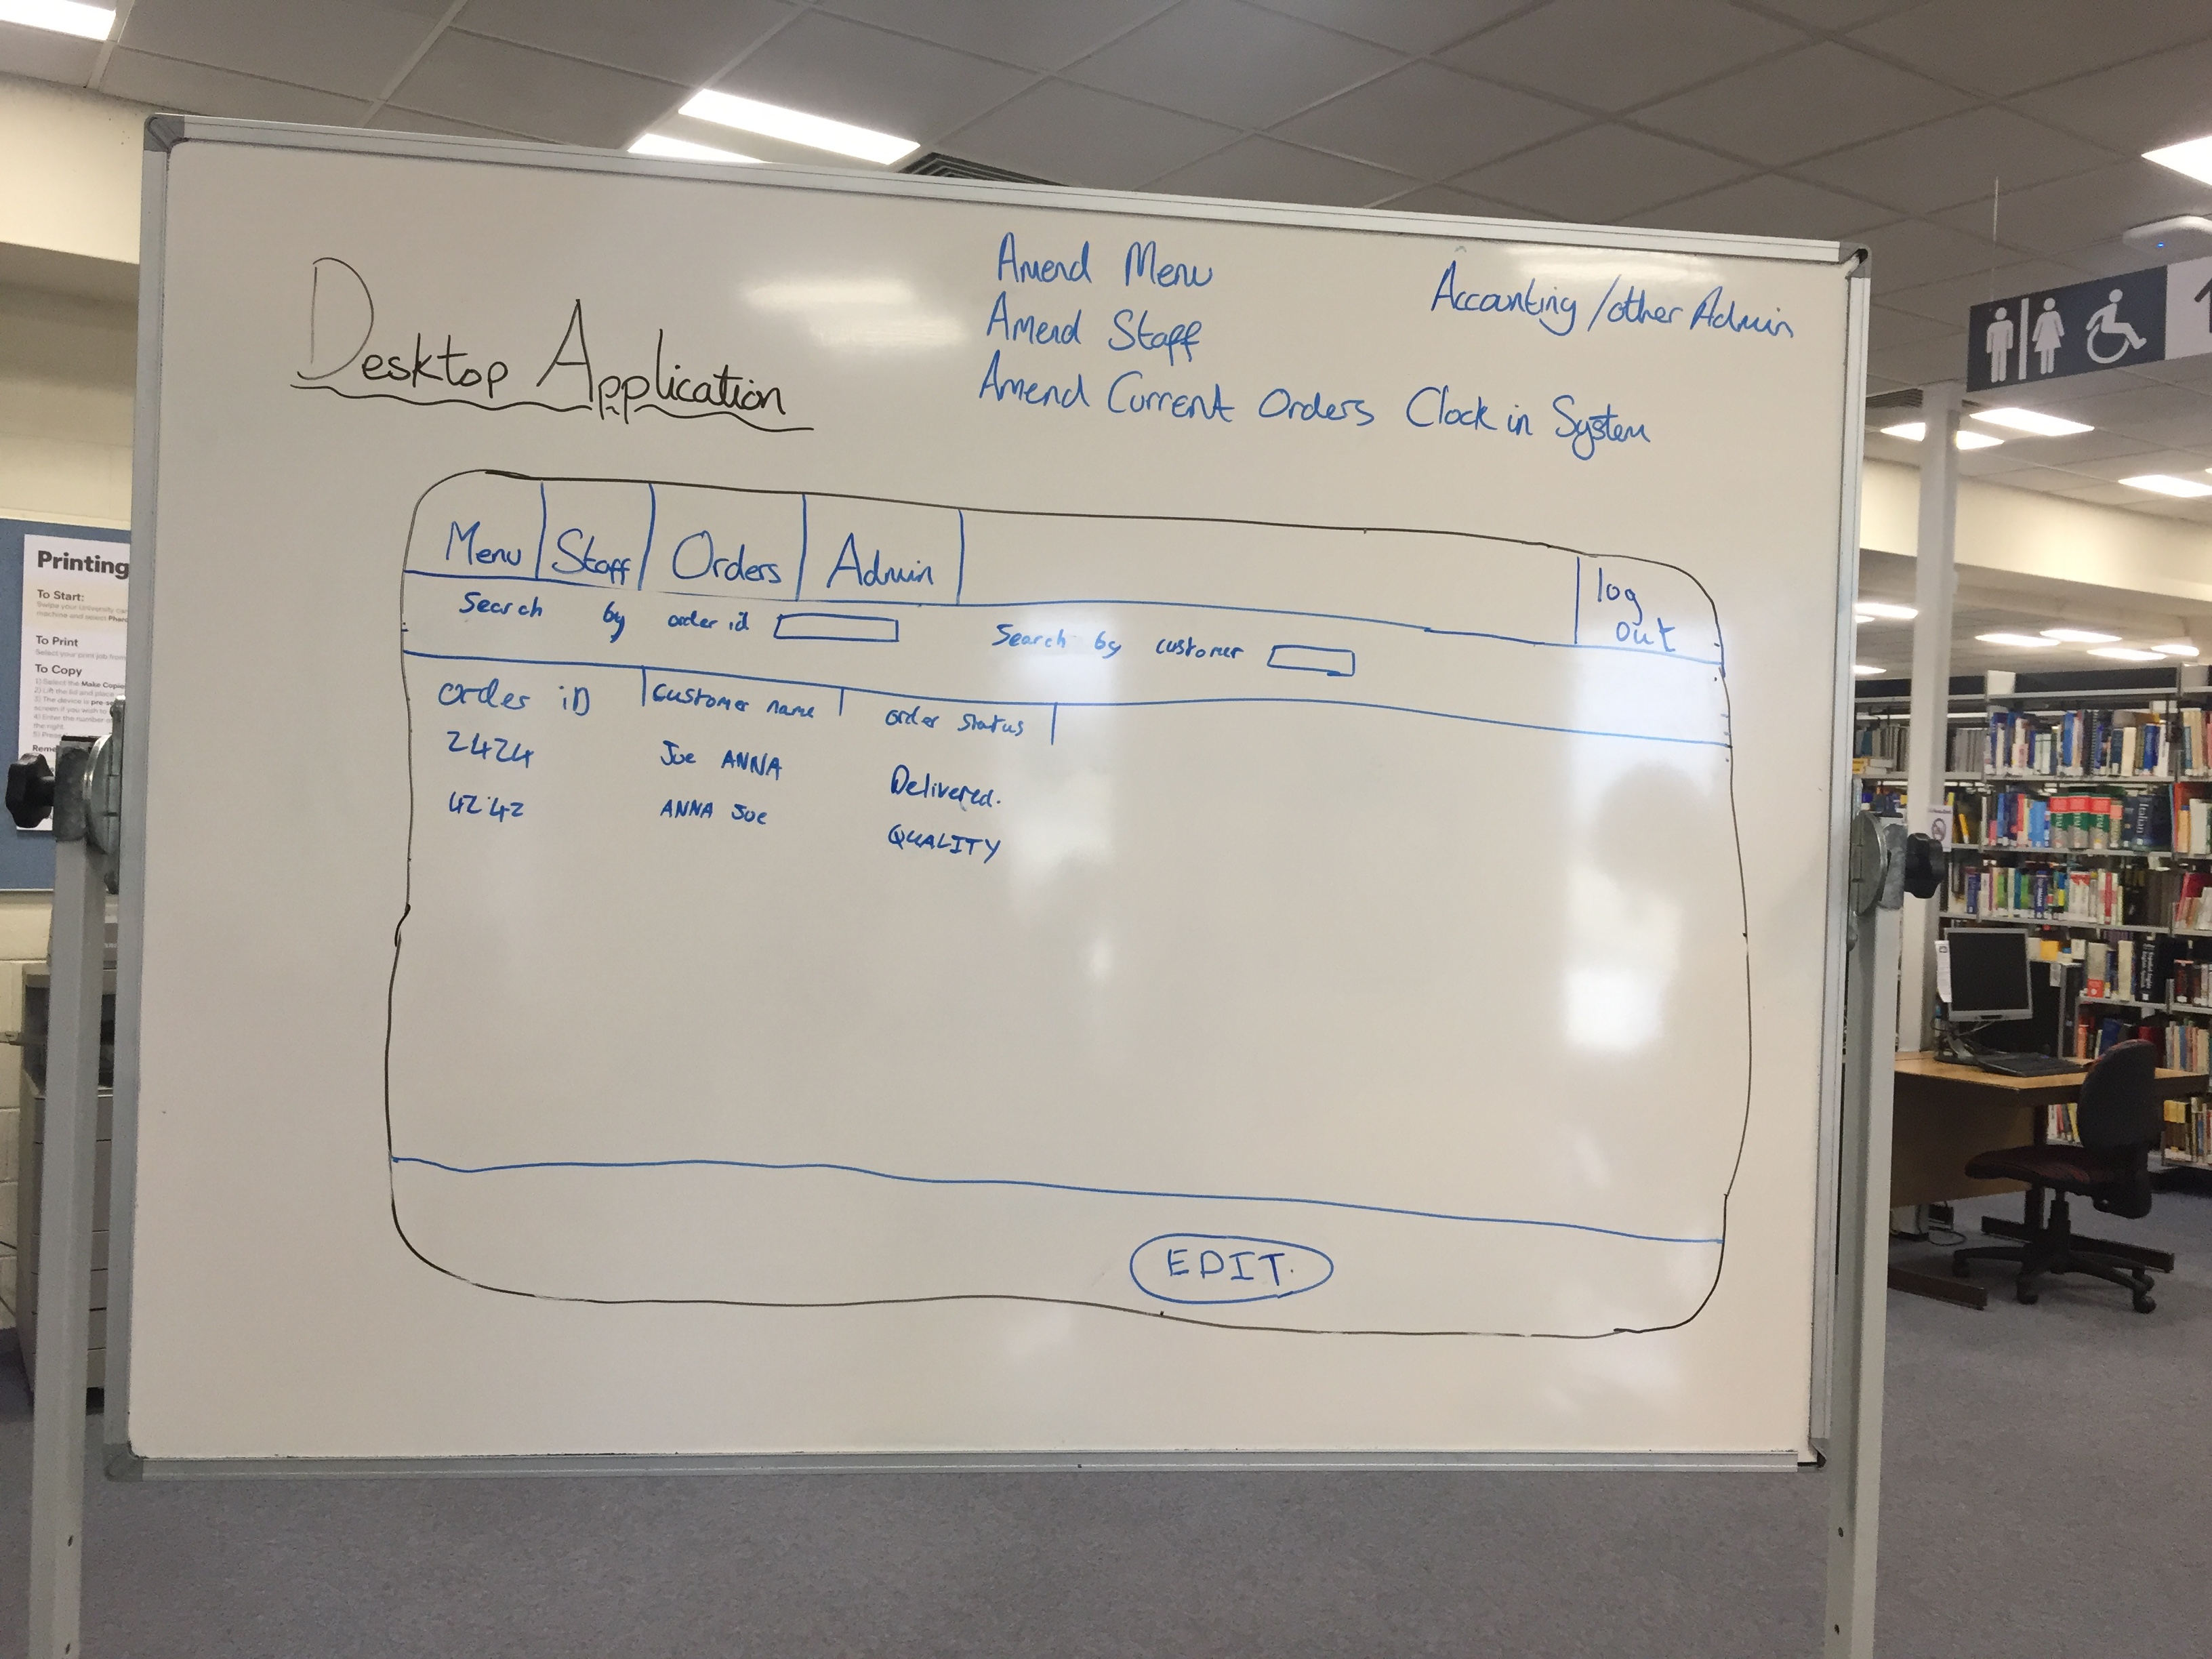 Desktop Application
Amend Menu
Amend Staff
Amend Current Orders
Accounting /other Admin
Clock in System
Menu
Staff
Orders
Admin
log
out
Search by order id
Search by customer
order iD
Customer name
order status
2424
Joe ANNA
Delivered.
4242
ANNA Joe
QUALITY
EDIT.
Printing
To Start:
To Print
To Copy